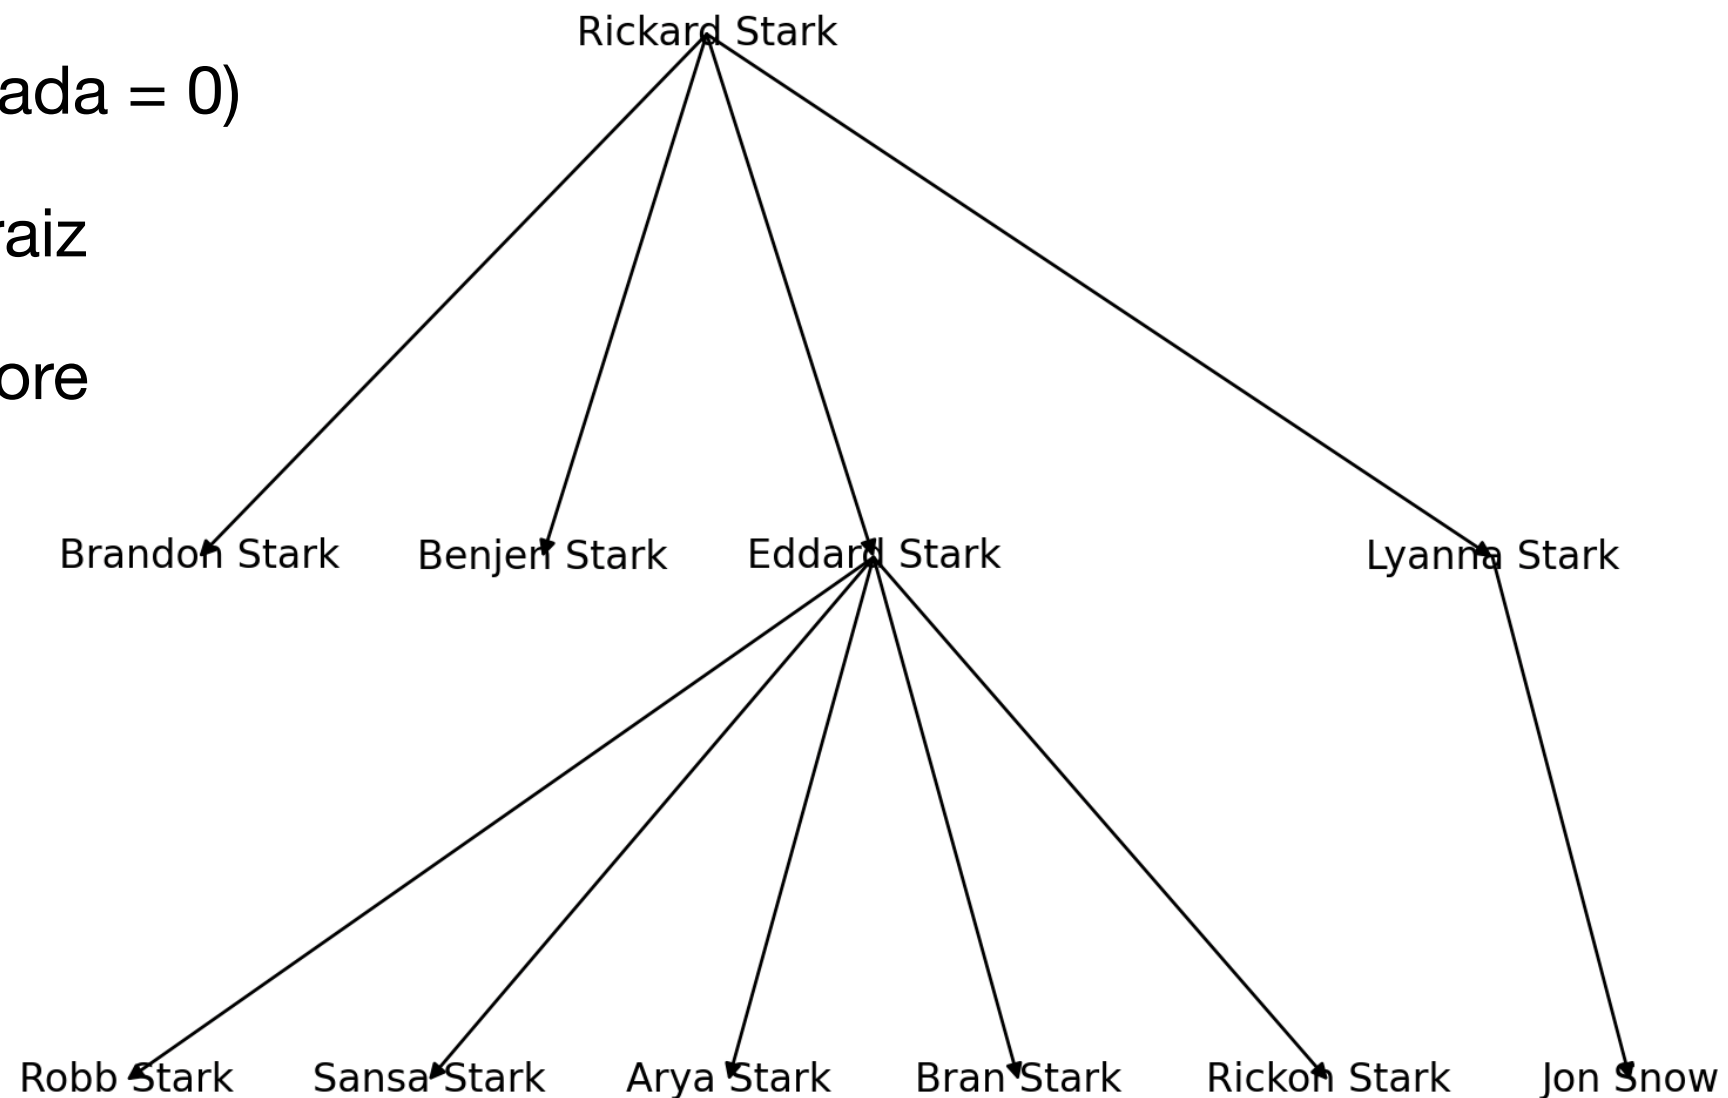 Rickard Stark
ada = 0)
raiz
ore
Brandon Stark
Benjen Stark
Eddard Stark
Lyanna Stark
Robb Stark
Sansa Stark
Arya Stark
Bran Stark
Rickon Stark
Jon Snow